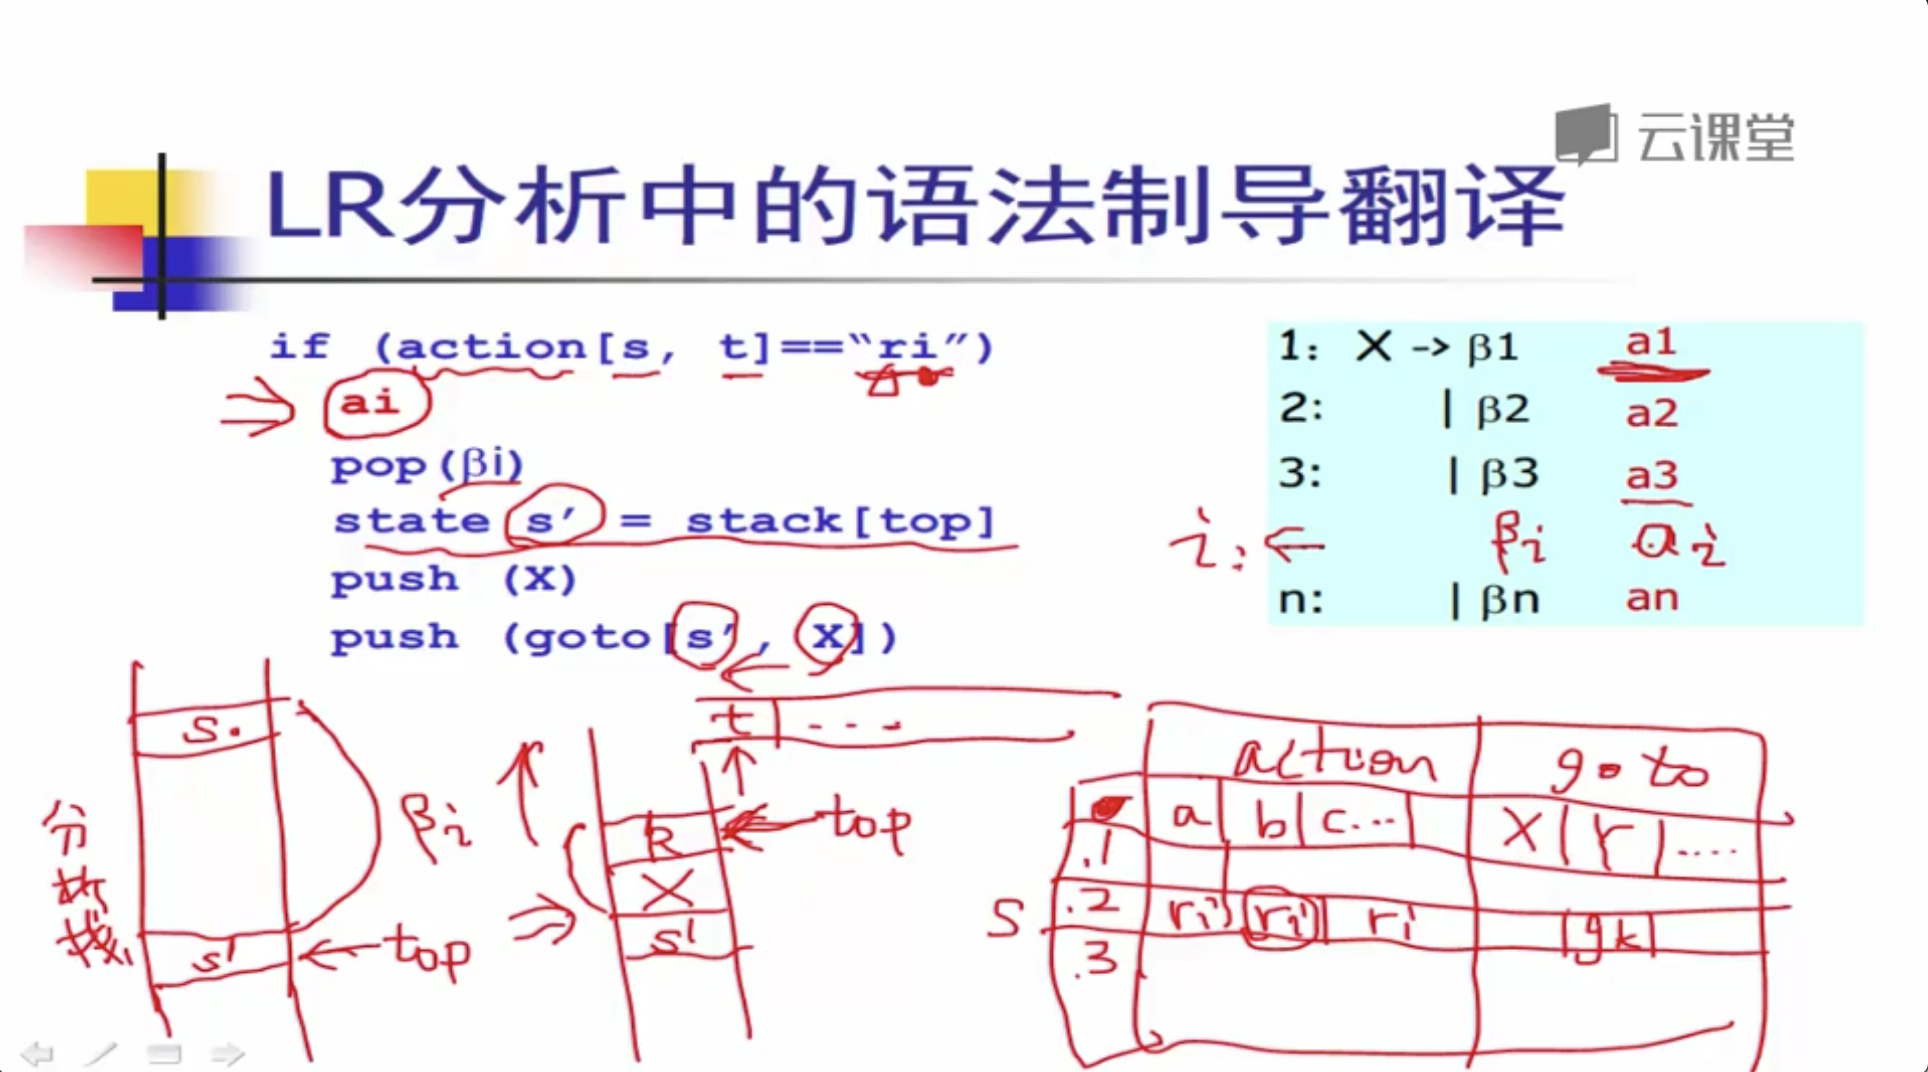 云课堂
LR分析中的语法制导翻译
if (action[s, t]==“ri”)
ai
pop(βi)
state s’ = stack[top]
push (X)
push (goto[s’, X])
1: X -> β1 a1
2: | β2 a2
3: | β3 a3
i: ← βi ai
n: | βn an
t ...
s.
βi
分析栈
s'
top
k
top
X
s'
action goto
a b c... X Y ....
.1
s .2 ri ri ri gk
.3